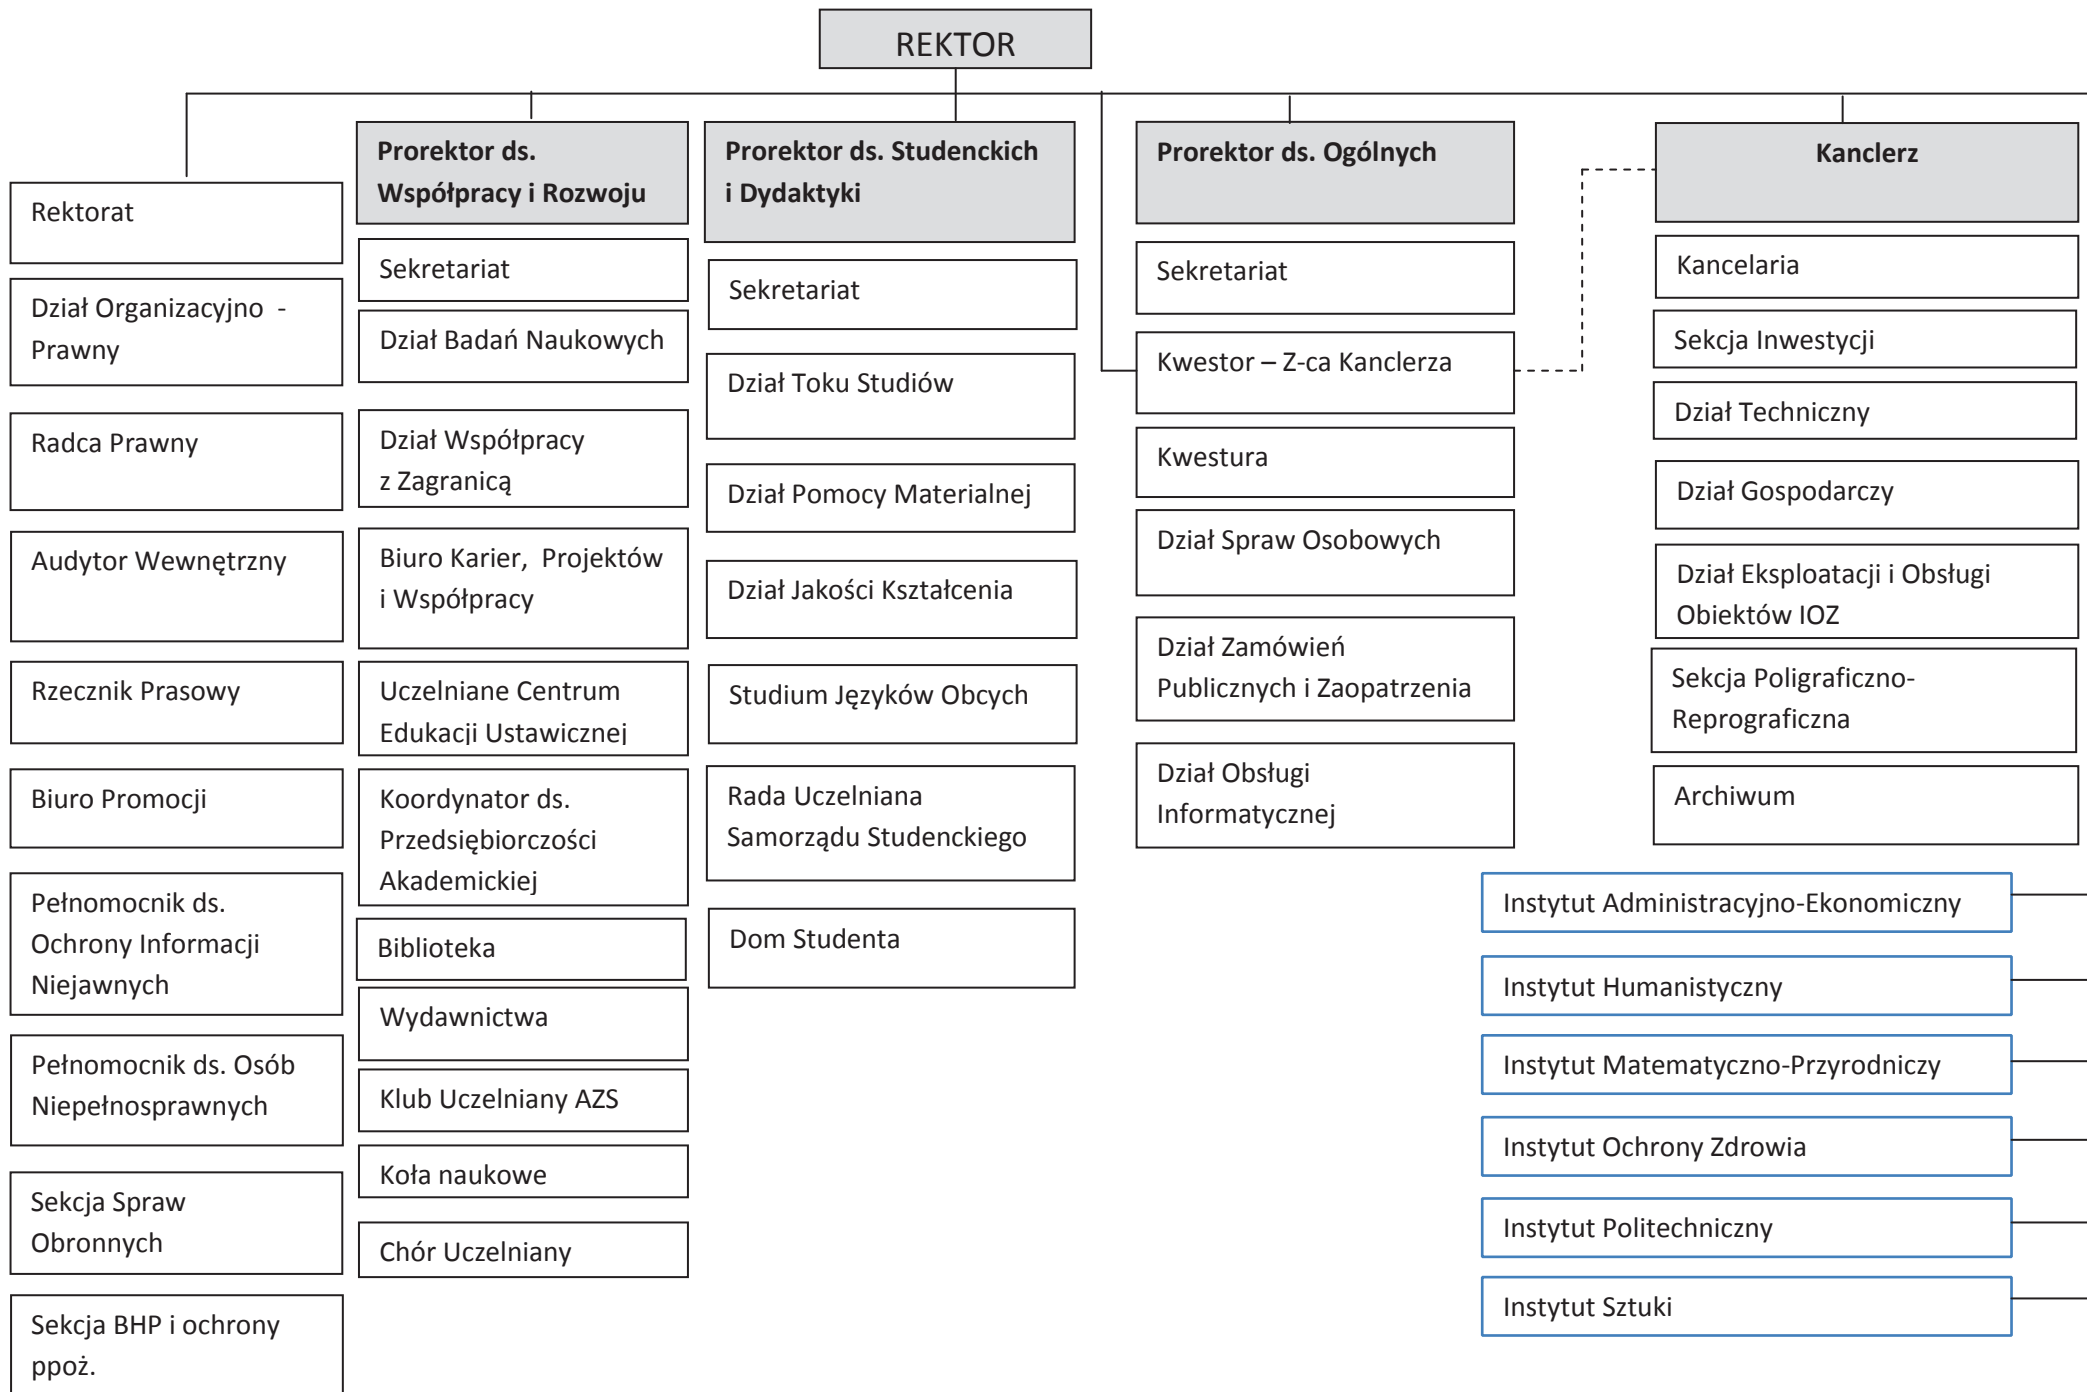 REKTOR
Rektorat
Dział Organizacyjno -
Prawny
Radca Prawny
Audytor Wewnętrzny
Rzecznik Prasowy
Biuro Promocji
Pełnomocnik ds.
Ochrony Informacji
Niejawnych
Pełnomocnik ds. Osób
Niepełnosprawnych
Sekcja Spraw
Obronnych
Sekcja BHP i ochrony
ppoż.
Prorektor ds.
Współpracy i Rozwoju
Sekretariat
Dział Badań Naukowych
Dział Współpracy
z Zagranicą
Biuro Karier, Projektów
i Współpracy
Uczelniane Centrum
Edukacji Ustawicznej
Koordynator ds.
Przedsiębiorczości
Akademickiej
Biblioteka
Wydawnictwa
Klub Uczelniany AZS
Koła naukowe
Chór Uczelniany
Prorektor ds. Studenckich
i Dydaktyki
Sekretariat
Dział Toku Studiów
Dział Pomocy Materialnej
Dział Jakości Kształcenia
Studium Języków Obcych
Rada Uczelniana
Samorządu Studenckiego
Dom Studenta
Prorektor ds. Ogólnych
Sekretariat
Kwestor – Z-ca Kanclerza
Kwestura
Dział Spraw Osobowych
Dział Zamówień
Publicznych i Zaopatrzenia
Dział Obsługi
Informatycznej
Kanclerz
Kancelaria
Sekcja Inwestycji
Dział Techniczny
Dział Gospodarczy
Dział Eksploatacji i Obsługi
Obiektów IOZ
Sekcja Poligraficzno-
Reprograficzna
Archiwum
Instytut Administracyjno-Ekonomiczny
Instytut Humanistyczny
Instytut Matematyczno-Przyrodniczy
Instytut Ochrony Zdrowia
Instytut Politechniczny
Instytut Sztuki